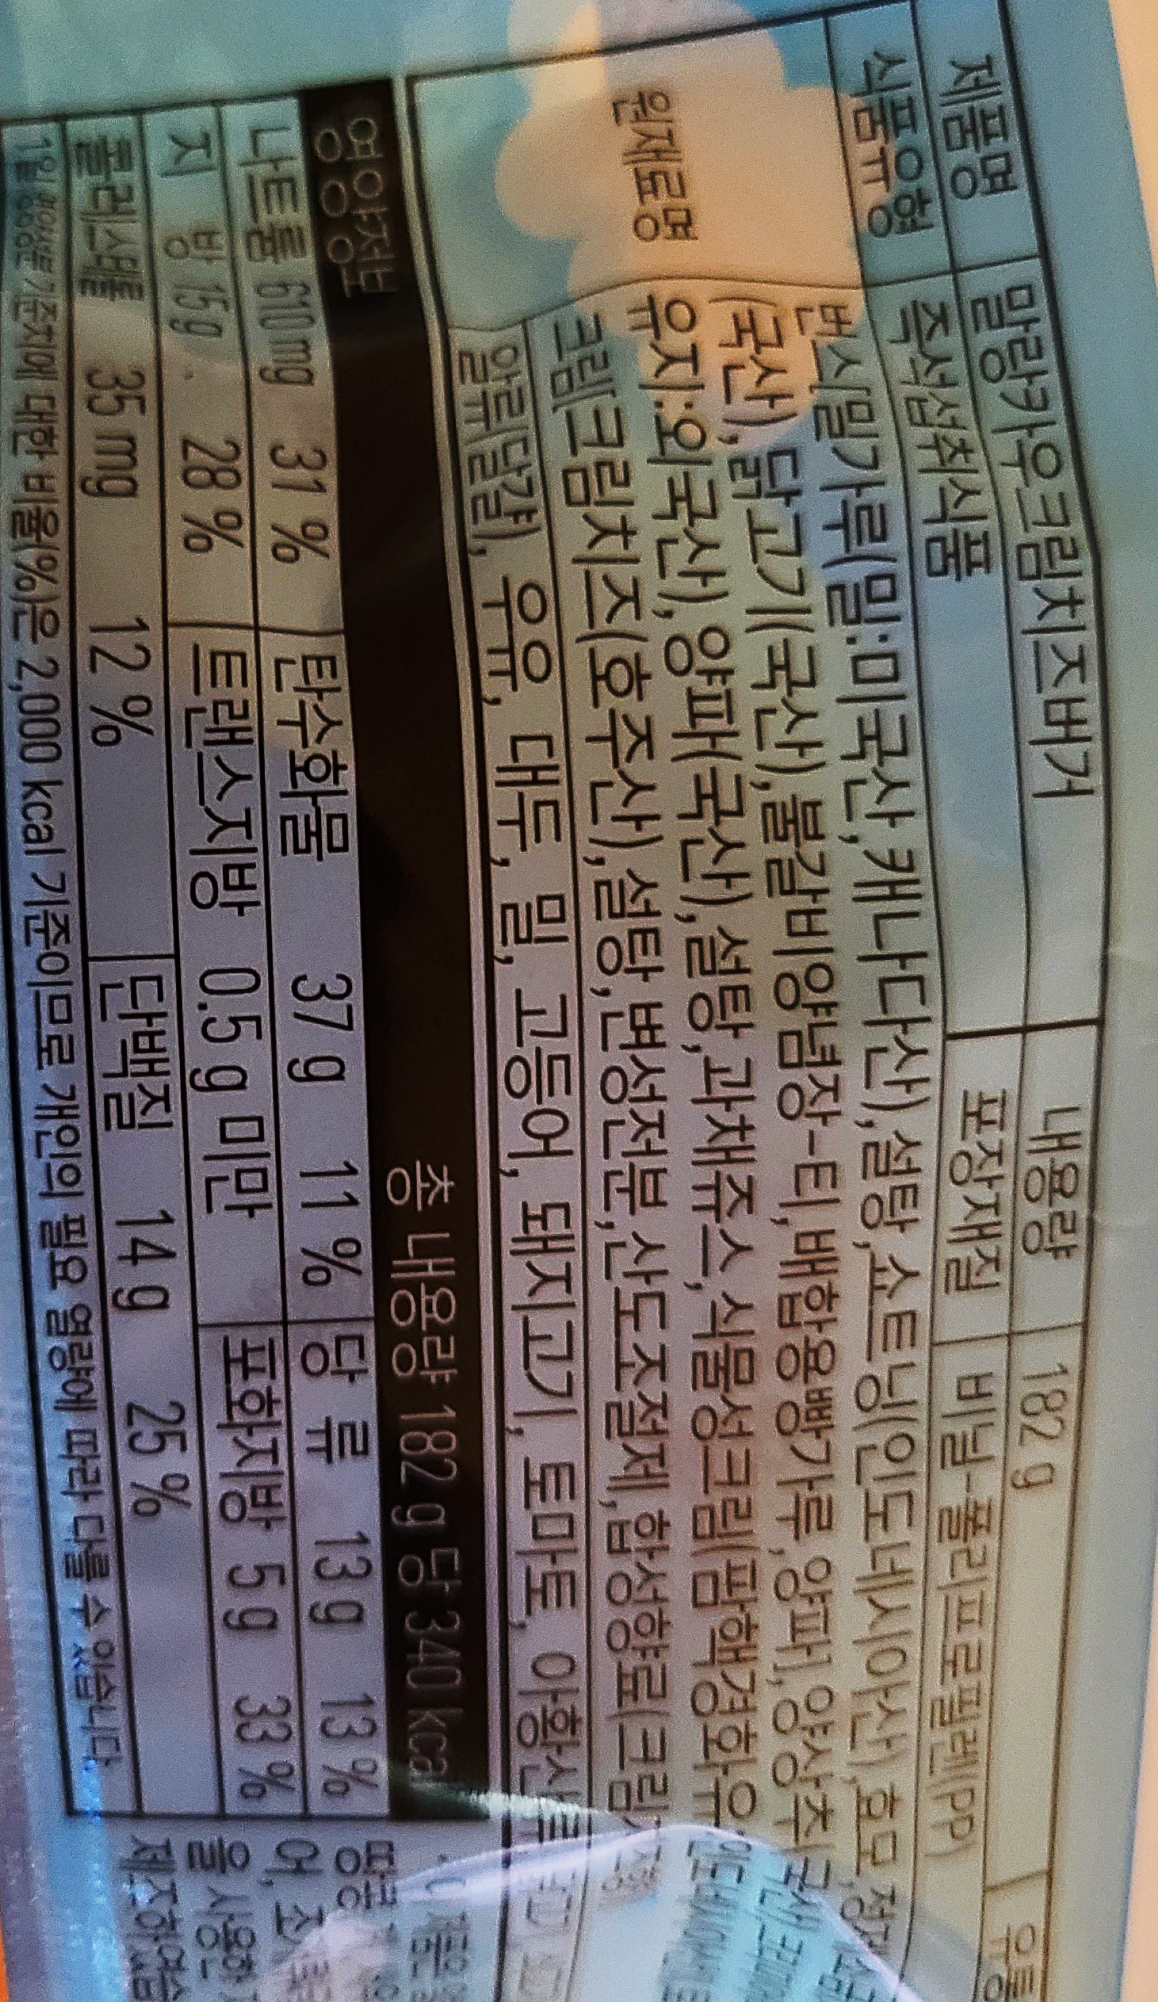 제품명 말랑카우크림치즈버거 내용량 182 g
식품유형 즉석섭취식품 포장재질 비닐-폴리프로필렌(PP)
원재료명
번시[밀가루(밀:미국산,캐나다산),설탕,쇼트닝(인도네시아산),효모,정제소금
(국산),닭고기(국산),불갈비양념장-티,배합용빵가루,양파],양상추
유지:외국산),양파(국산),설탕,과채쥬스,식물성크림(팜핵경화유
크림[크림치즈(호주산),설탕,변성전분,산도조절제,합성향료(크림
알류(달걀), 우유, 대두, 밀, 고등어, 돼지고기, 토마토, 아황산류
영양정보 총 내용량 182 g 당 340 kcal
나트륨 610 mg 31 % 탄수화물 37 g 11 % 당 류 13 g 13 %
지 방 15 g 28 % 트랜스지방 0.5 g 미만 포화지방 5 g 33 %
콜레스테롤 35 mg 12 % 단백질 14 g 25 %
1일 영양성분 기준치에 대한 비율(%)은 2,000 kcal 기준이므로 개인의 필요 열량에 따라 다를 수 있습니다